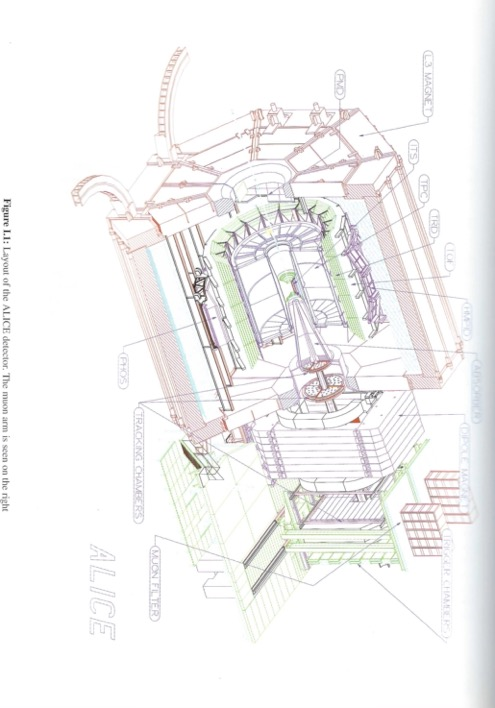 L3 MAGNET
PMD
ITS
TPC
TRD
TOF
HMPID
ABSORBER
DIPOLE MAGNET
TRIGGER CHAMBERS
PHOS
TRACKING CHAMBERS
MUON FILTER
ALICE
Figure I.1: Layout of the ALICE detector. The muon arm is seen on the right